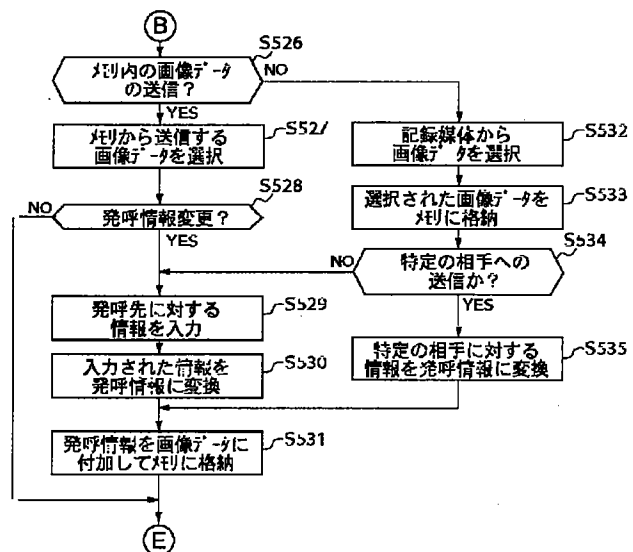 B
S526
メモリ内の画像データ
の送信？
NO
YES
S527
メモリから送信する
画像データを選択
記録媒体から
画像データを選択
S532
S528
NO
発呼情報変更？
YES
選択された画像データを
メモリに格納
S533
S534
NO
特定の相手への
送信か？
YES
発呼先に対する
情報を入力
S529
入力された情報を
発呼情報に変換
S530
特定の相手に対する
情報を発呼情報に変換
S535
発呼情報を画像データに
付加してメモリに格納
S531
E